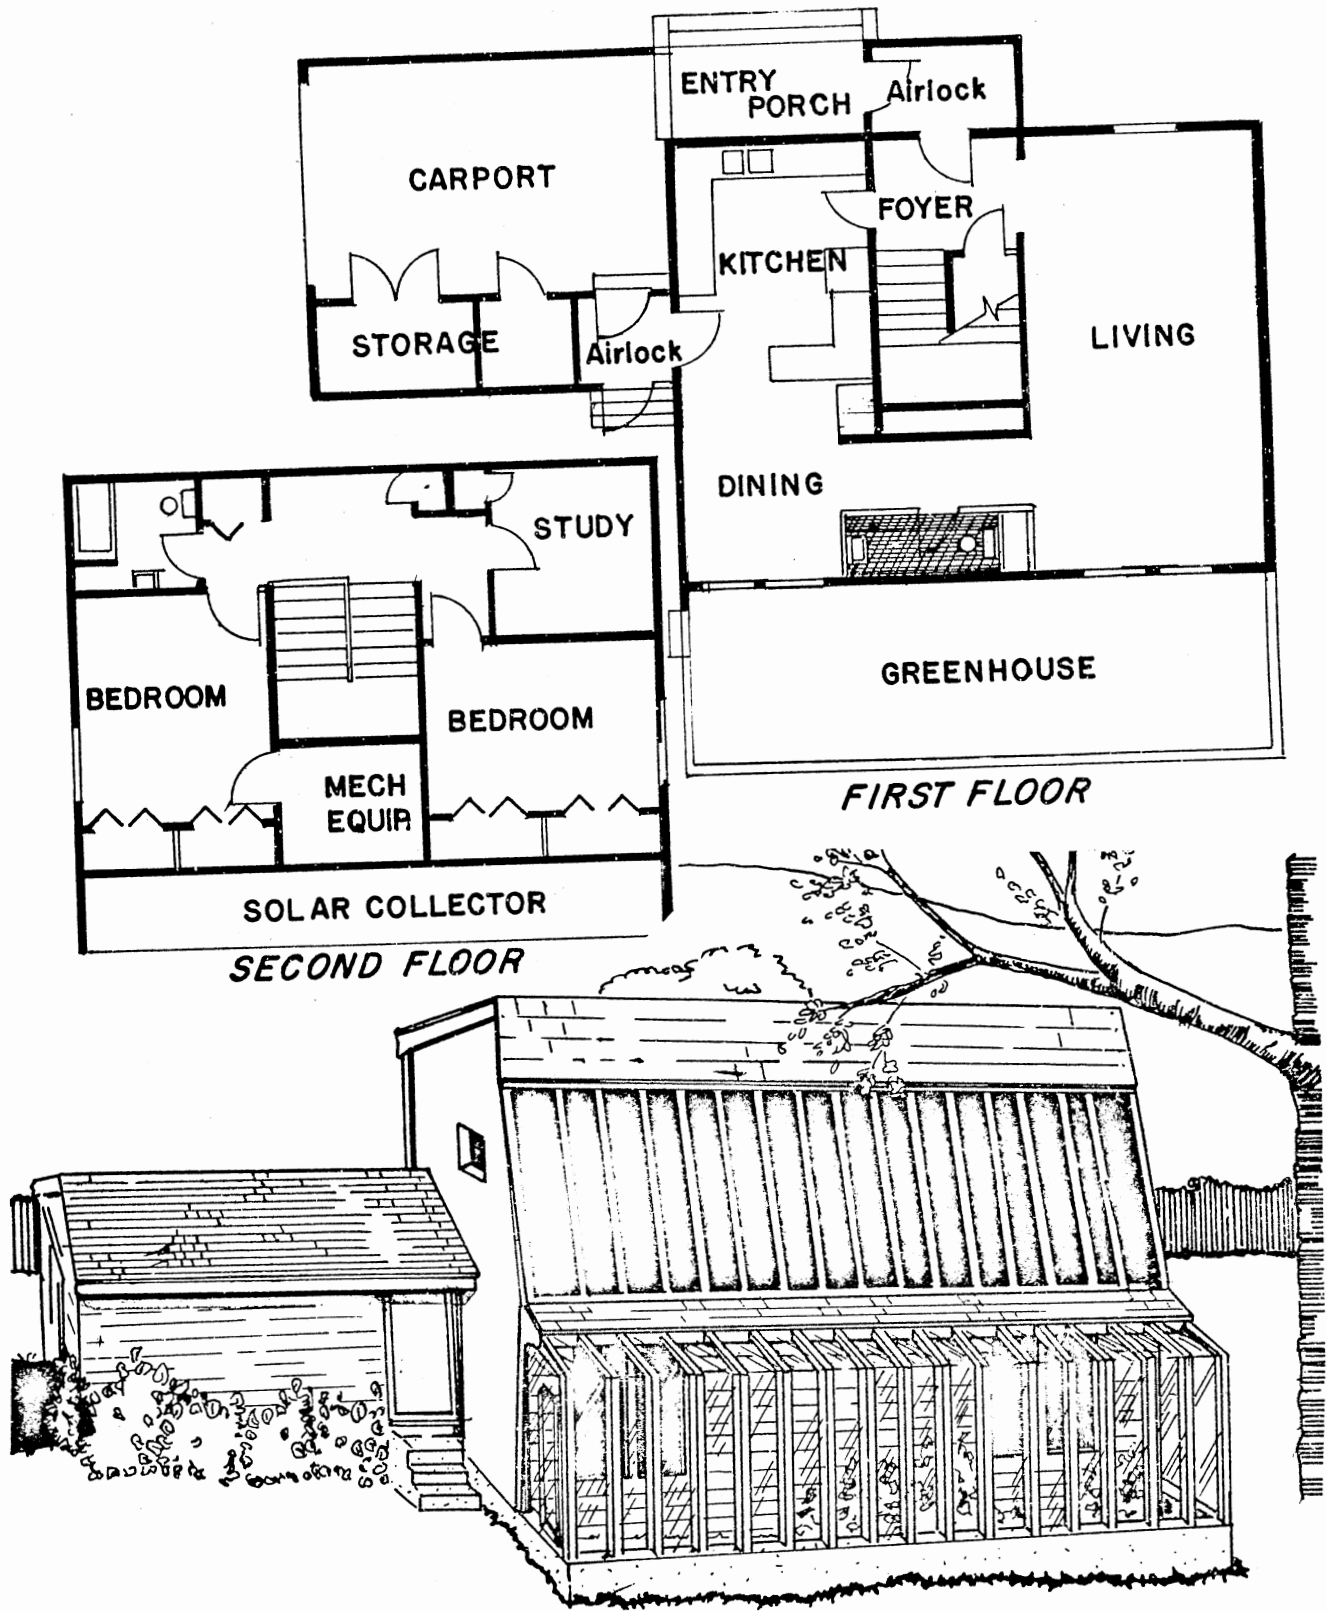 ENTRY
PORCH
Airlock
CARPORT
FOYER
KITCHEN
LIVING
STORAGE
Airlock
DINING
STUDY
GREENHOUSE
BEDROOM
BEDROOM
MECH
EQUIP.
FIRST FLOOR
SOLAR COLLECTOR
SECOND FLOOR